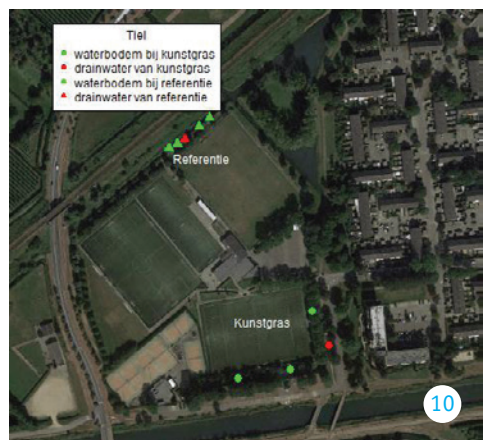 Tiel
waterbodem bij kunstgras
drainwater van kunstgras
waterbodem bij referentie
drainwater van referentie
Referentie
Kunstgras
10